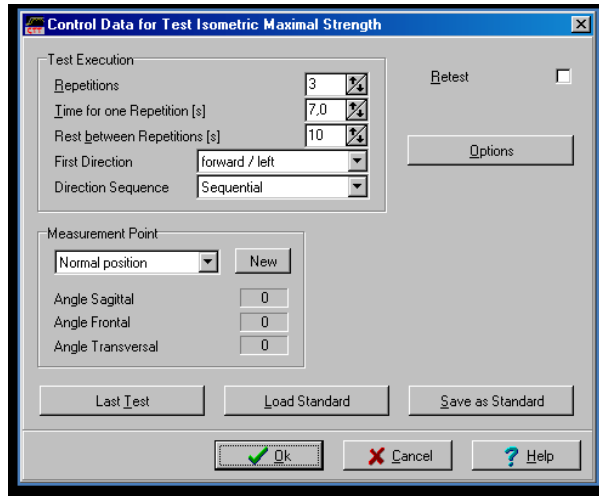 Control Data for Test Isometric Maximal Strength
Test Execution
Repetitions 3
Time for one Repetition [s] 7,0
Rest between Repetitions [s] 10
First Direction forward / left
Direction Sequence Sequential
Retest
Options
Measurement Point
Normal position New
Angle Sagittal 0
Angle Frontal 0
Angle Transversal 0
Last Test Load Standard Save as Standard
Ok Cancel ? Help